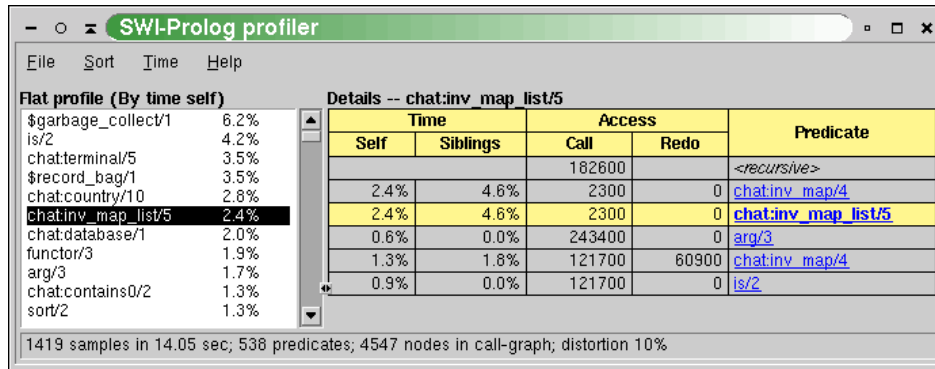 SWI-Prolog profiler
File Sort Time Help
Flat profile (By time self)
$garbage_collect/1 6.2%
is/2 4.2%
chat:terminal/5 3.5%
$record_bag/1 3.5%
chat:country/10 2.8%
chat:inv_map_list/5 2.4%
chat:database/1 2.0%
functor/3 1.9%
arg/3 1.7%
chat:contains0/2 1.3%
sort/2 1.3%
Details -- chat:inv_map_list/5
Time Access Predicate
Self Siblings Call Redo
182600 <recursive>
2.4% 4.6% 2300 0 chat:inv_map/4
2.4% 4.6% 2300 0 chat:inv_map_list/5
0.6% 0.0% 243400 0 arg/3
1.3% 1.8% 121700 60900 chat:inv_map/4
0.9% 0.0% 121700 0 is/2
1419 samples in 14.05 sec; 538 predicates; 4547 nodes in call-graph; distortion 10%